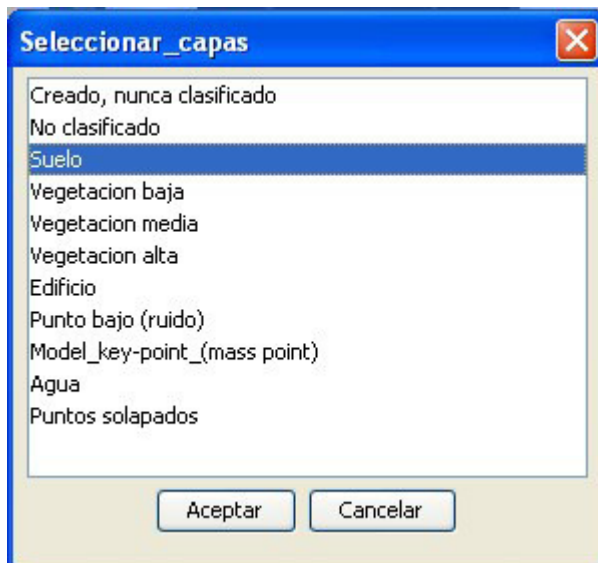 Seleccionar_capas
Creado, nunca clasificado
No clasificado
Suelo
Vegetacion baja
Vegetacion media
Vegetacion alta
Edificio
Punto bajo (ruido)
Model_key-point_(mass point)
Agua
Puntos solapados
Aceptar Cancelar